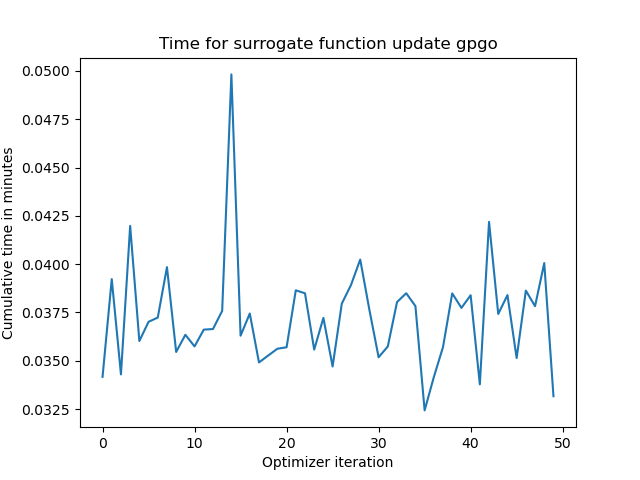 Time for surrogate function update gpgo
Cumulative time in minutes
0.0500
0.0475
0.0450
0.0425
0.0400
0.0375
0.0350
0.0325
0 10 20 30 40 50
Optimizer iteration